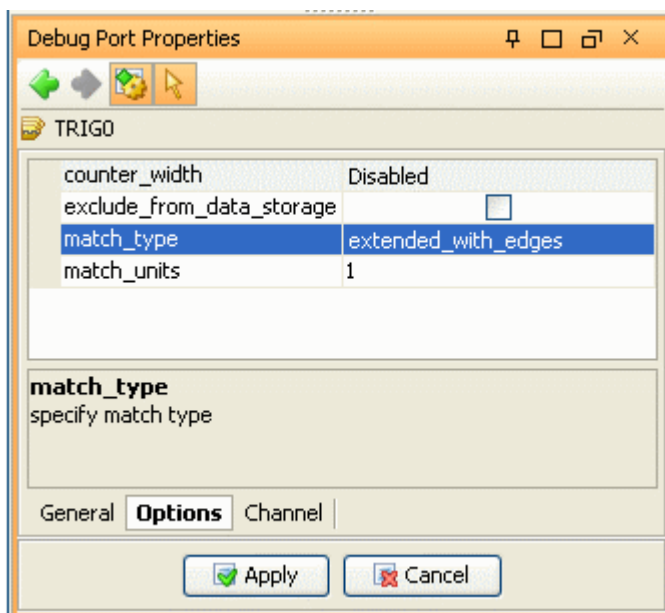 Debug Port Properties
TRIG0
counter_width Disabled
exclude_from_data_storage
match_type extended_with_edges
match_units 1
match_type
specify match type
General Options Channel
Apply Cancel